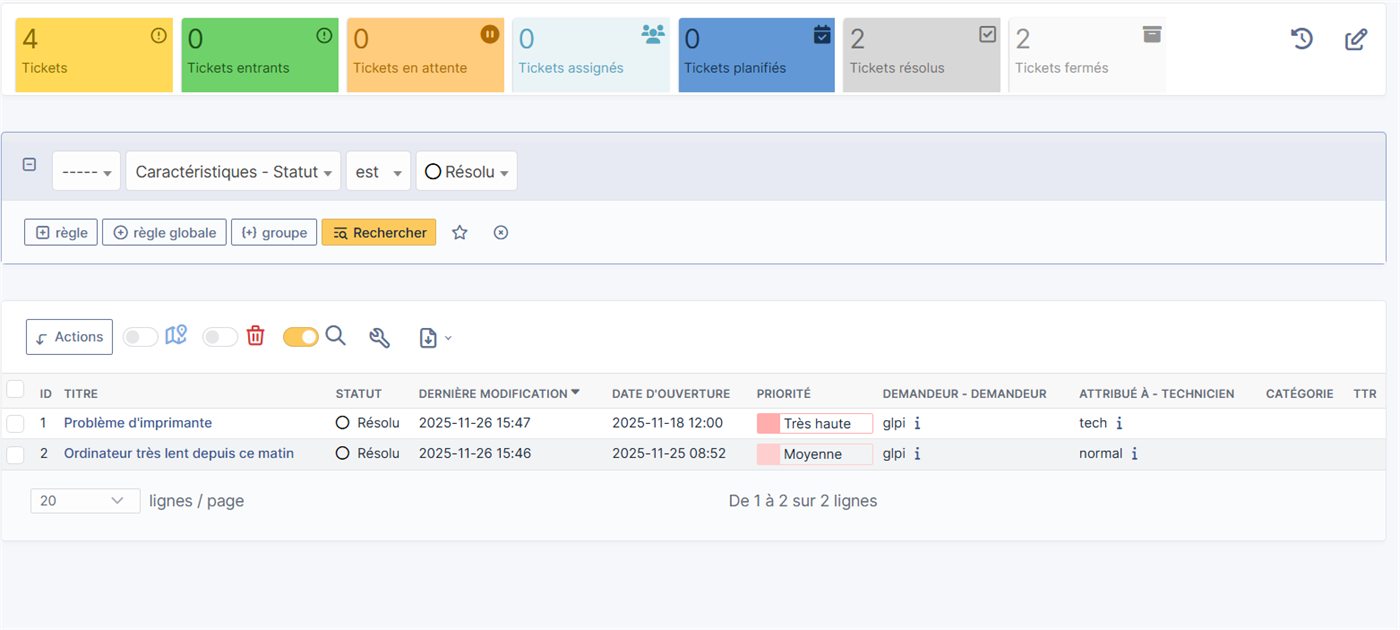 4 0 0 0 0 2 2
Tickets Tickets entrants Tickets en attente Tickets assignés Tickets planifiés Tickets résolus Tickets fermés
----- Caractéristiques - Statut est Résolu
règle règle globale groupe Rechercher
Actions
ID TITRE STATUT DERNIÈRE MODIFICATION DATE D'OUVERTURE PRIORITÉ DEMANDEUR - DEMANDEUR ATTRIBUÉ À - TECHNICIEN CATÉGORIE TTR
1 Problème d'imprimante Résolu 2025-11-26 15:47 2025-11-18 12:00 Très haute glpi tech
2 Ordinateur très lent depuis ce matin Résolu 2025-11-26 15:46 2025-11-25 08:52 Moyenne glpi normal
20 lignes / page De 1 à 2 sur 2 lignes